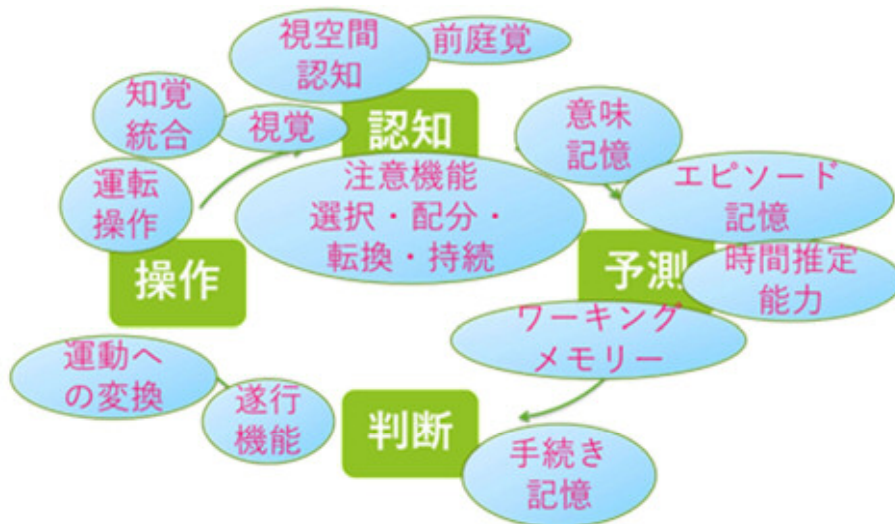 視空間
認知
前庭覚
知覚
統合
視覚
認知
意味
記憶
運転
操作
注意機能
選択・配分・
転換・持続
エピソード
記憶
操作
予測
時間推定
能力
ワーキング
メモリー
運動へ
の変換
遂行
機能
判断
手続き
記憶